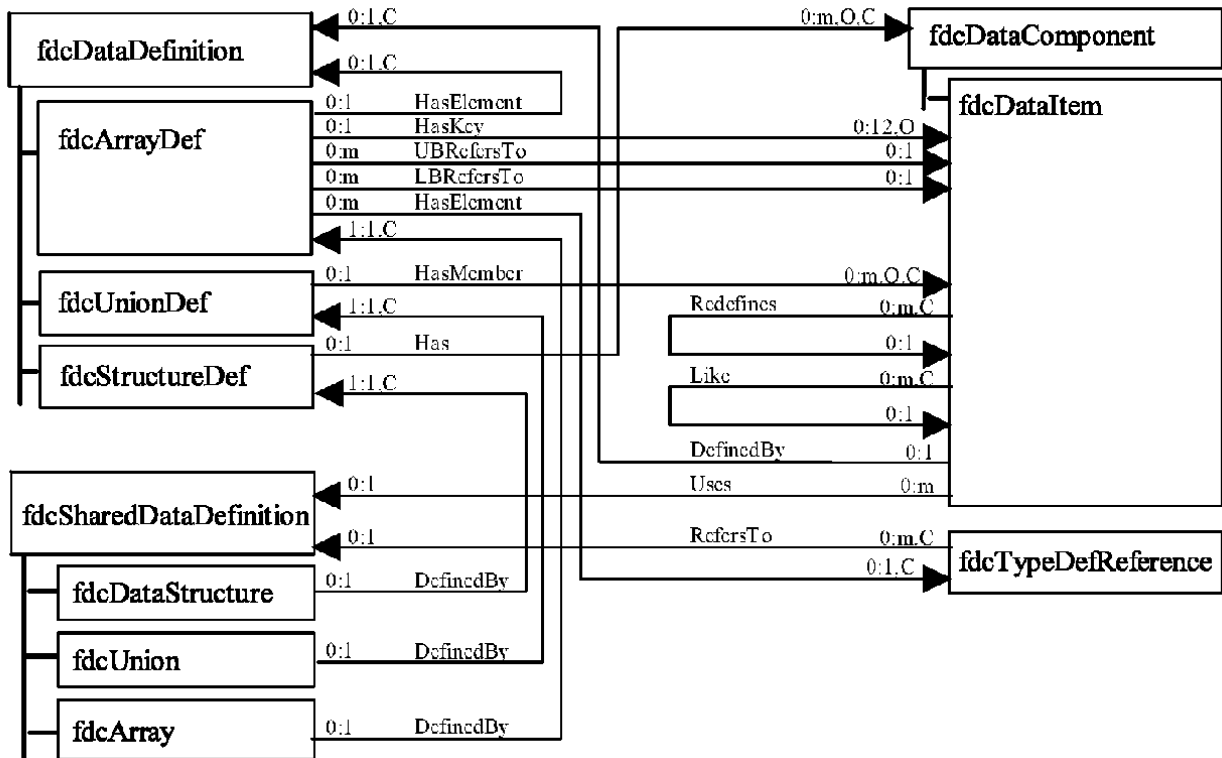 0:1,C
0:m,O,C
fdcDataDefinition
fdcDataComponent
0:1,C
0:1 HasElement
fdcDataItem
fdcArrayDef
0:1 HasKey 0:12,O
0:m UBRefersTo 0:1
0:m LBRefersTo 0:1
0:m HasElement
1:1,C
0:1 HasMember 0:m,O,C
fdcUnionDef
1:1,C
Redefines 0:m,C
0:1 Has
0:1
fdcStructureDef
1:1,C
Like 0:m,C
0:1
DefinedBy 0:1
0:1 Uses 0:m
fdcSharedDataDefinition
0:1 RefersTo 0:m,C
fdcTypeDefReference
0:1,C
fdcDataStructure
0:1 DefinedBy
fdcUnion
0:1 DefinedBy
fdcArray
0:1 DefinedBy